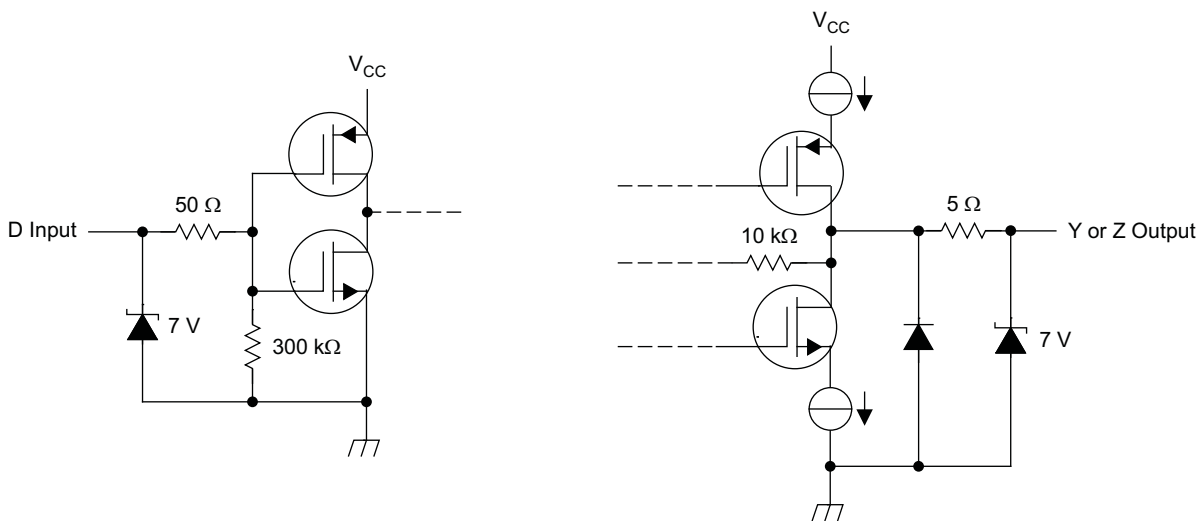 V_CC
50 Ω
D Input
7 V
300 kΩ
V_CC
5 Ω
10 kΩ
Y or Z Output
7 V